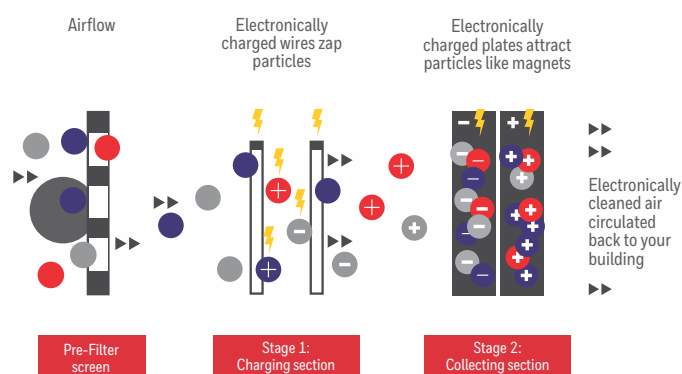 Airflow
Electronically
charged wires zap
particles
Electronically
charged plates attract
particles like magnets
Electronically
cleaned air
circulated
back to your
building
Pre-Filter
screen
Stage 1:
Charging section
Stage 2:
Collecting section